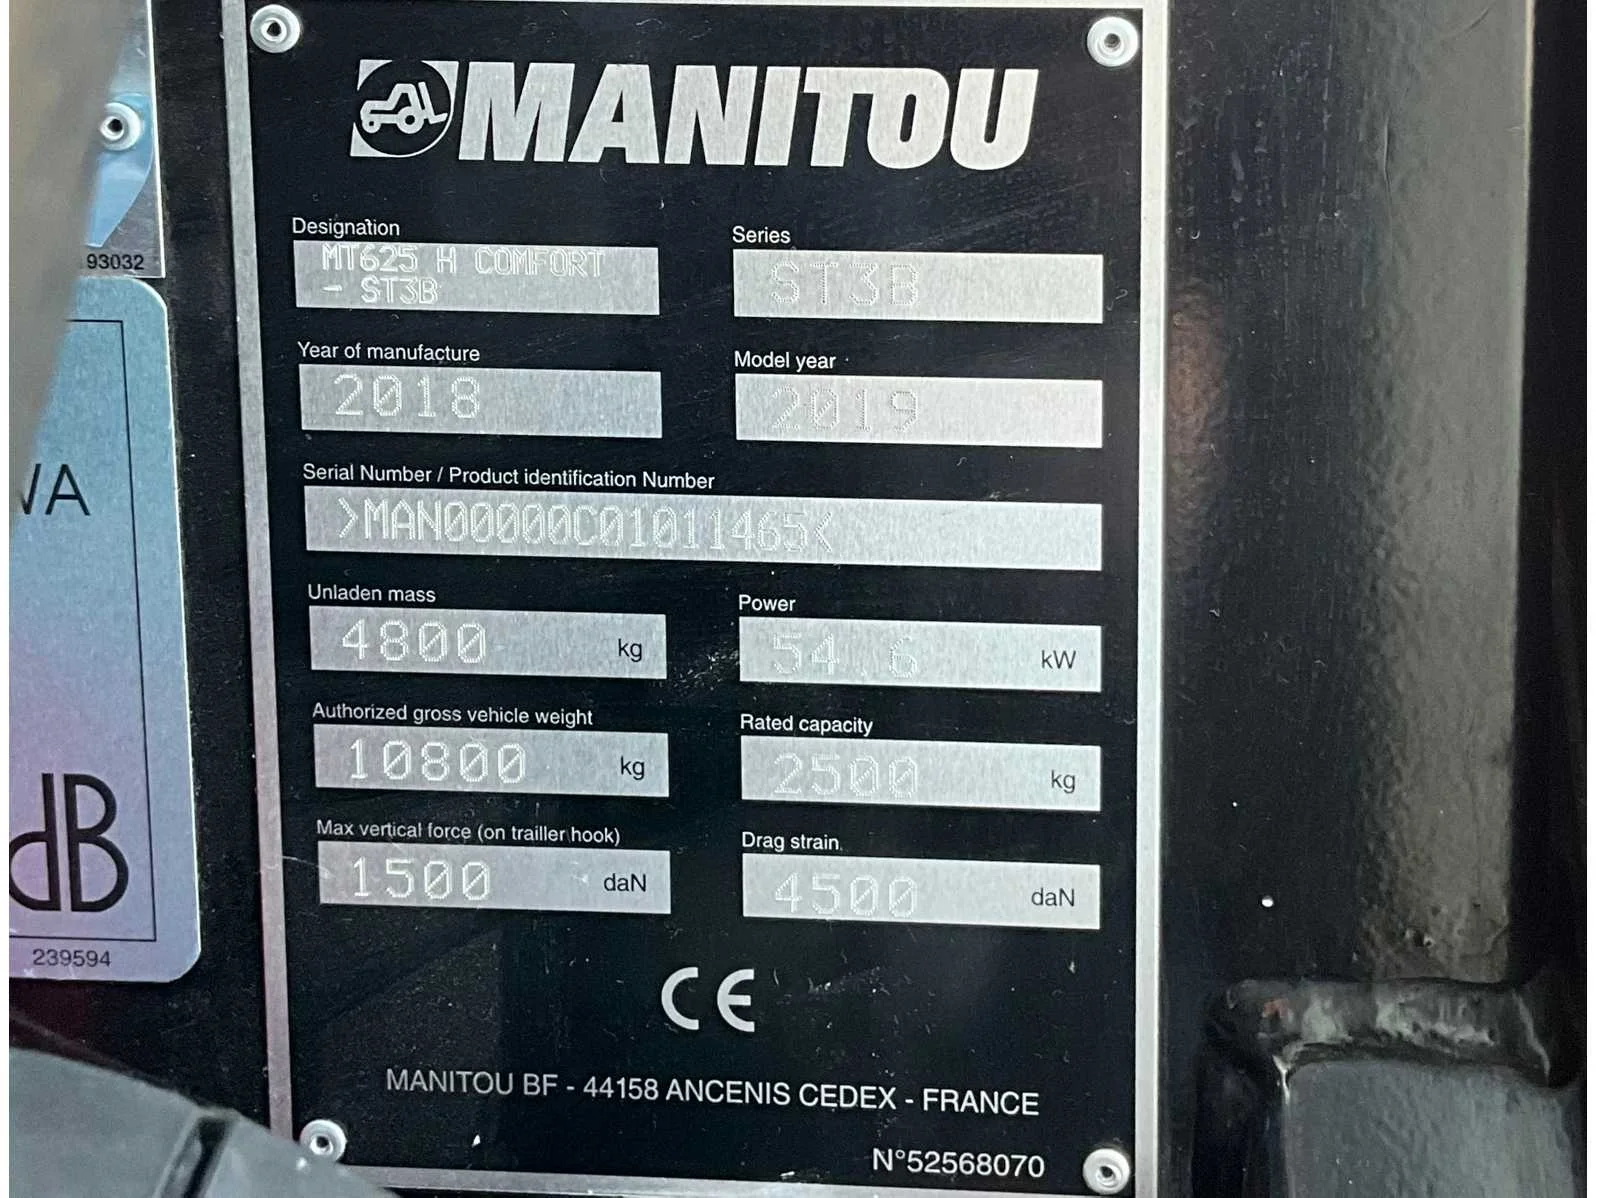 MANITOU
Designation
MT625 H COMFORT
- ST3B
Series
ST3B
Year of manufacture
2018
Model year
2019
Serial Number / Product identification Number
>MAN00000C01011465<
Unladen mass
4800 kg
Power
54.6 kW
Authorized gross vehicle weight
10800 kg
Rated capacity
2500 kg
Max vertical force (on trailler hook)
1500 daN
Drag strain
4500 daN
CE
MANITOU BF - 44158 ANCENIS CEDEX - FRANCE
N°52568070
93032
dB
239594